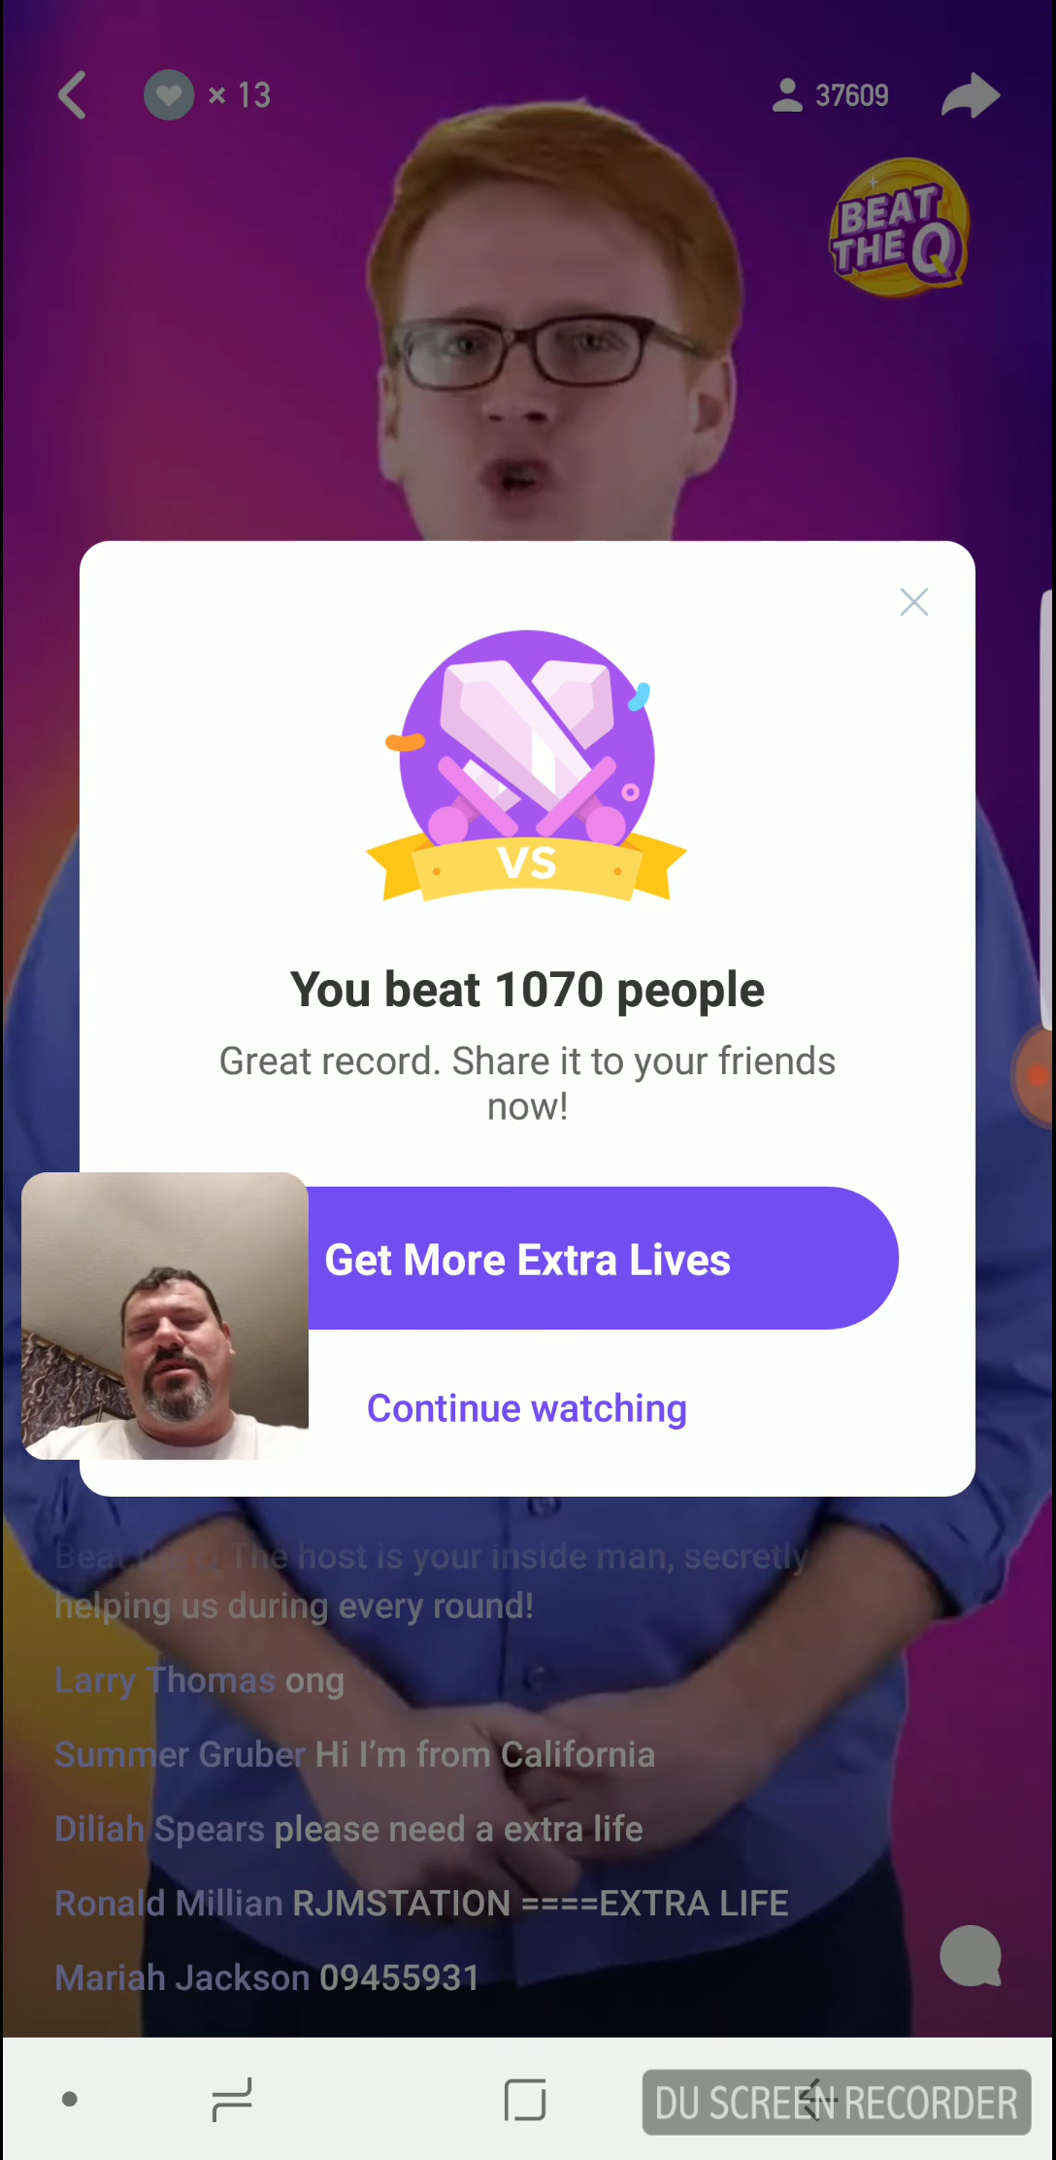 × 13
37609
BEAT
THE Q
VS
You beat 1070 people
Great record. Share it to your friends
now!
Get More Extra Lives
Continue watching
Beat the Q The host is your inside man, secretly
helping us during every round!
Larry Thomas ong
Summer Gruber Hi I’m from California
Diliah Spears please need a extra life
Ronald Millian RJMSTATION ====EXTRA LIFE
Mariah Jackson 09455931
DU SCREEN RECORDER